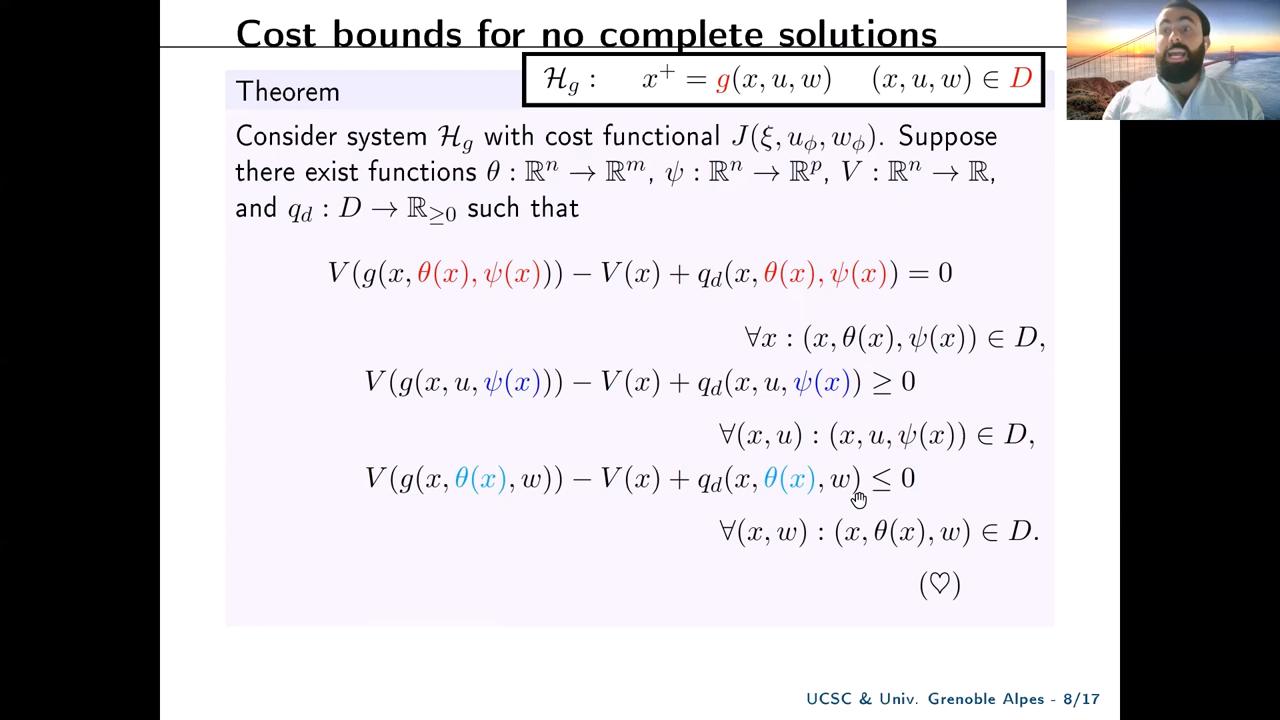 Cost bounds for no complete solutions
ℋ_g : x⁺ = g(x, u, w) (x, u, w) ∈ D
Theorem
Consider system ℋ_g with cost functional J(ξ, u_ϕ, w_ϕ). Suppose
there exist functions θ : ℝⁿ → ℝᵐ, ψ : ℝⁿ → ℝᵖ, V : ℝⁿ → ℝ,
and q_d : D → ℝ_≥0 such that
V(g(x, θ(x), ψ(x))) − V(x) + q_d(x, θ(x), ψ(x)) = 0
∀x : (x, θ(x), ψ(x)) ∈ D,
V(g(x, u, ψ(x))) − V(x) + q_d(x, u, ψ(x)) ≥ 0
∀(x, u) : (x, u, ψ(x)) ∈ D,
V(g(x, θ(x), w)) − V(x) + q_d(x, θ(x), w) ≤ 0
∀(x, w) : (x, θ(x), w) ∈ D.
(♡)
UCSC & Univ. Grenoble Alpes - 8/17